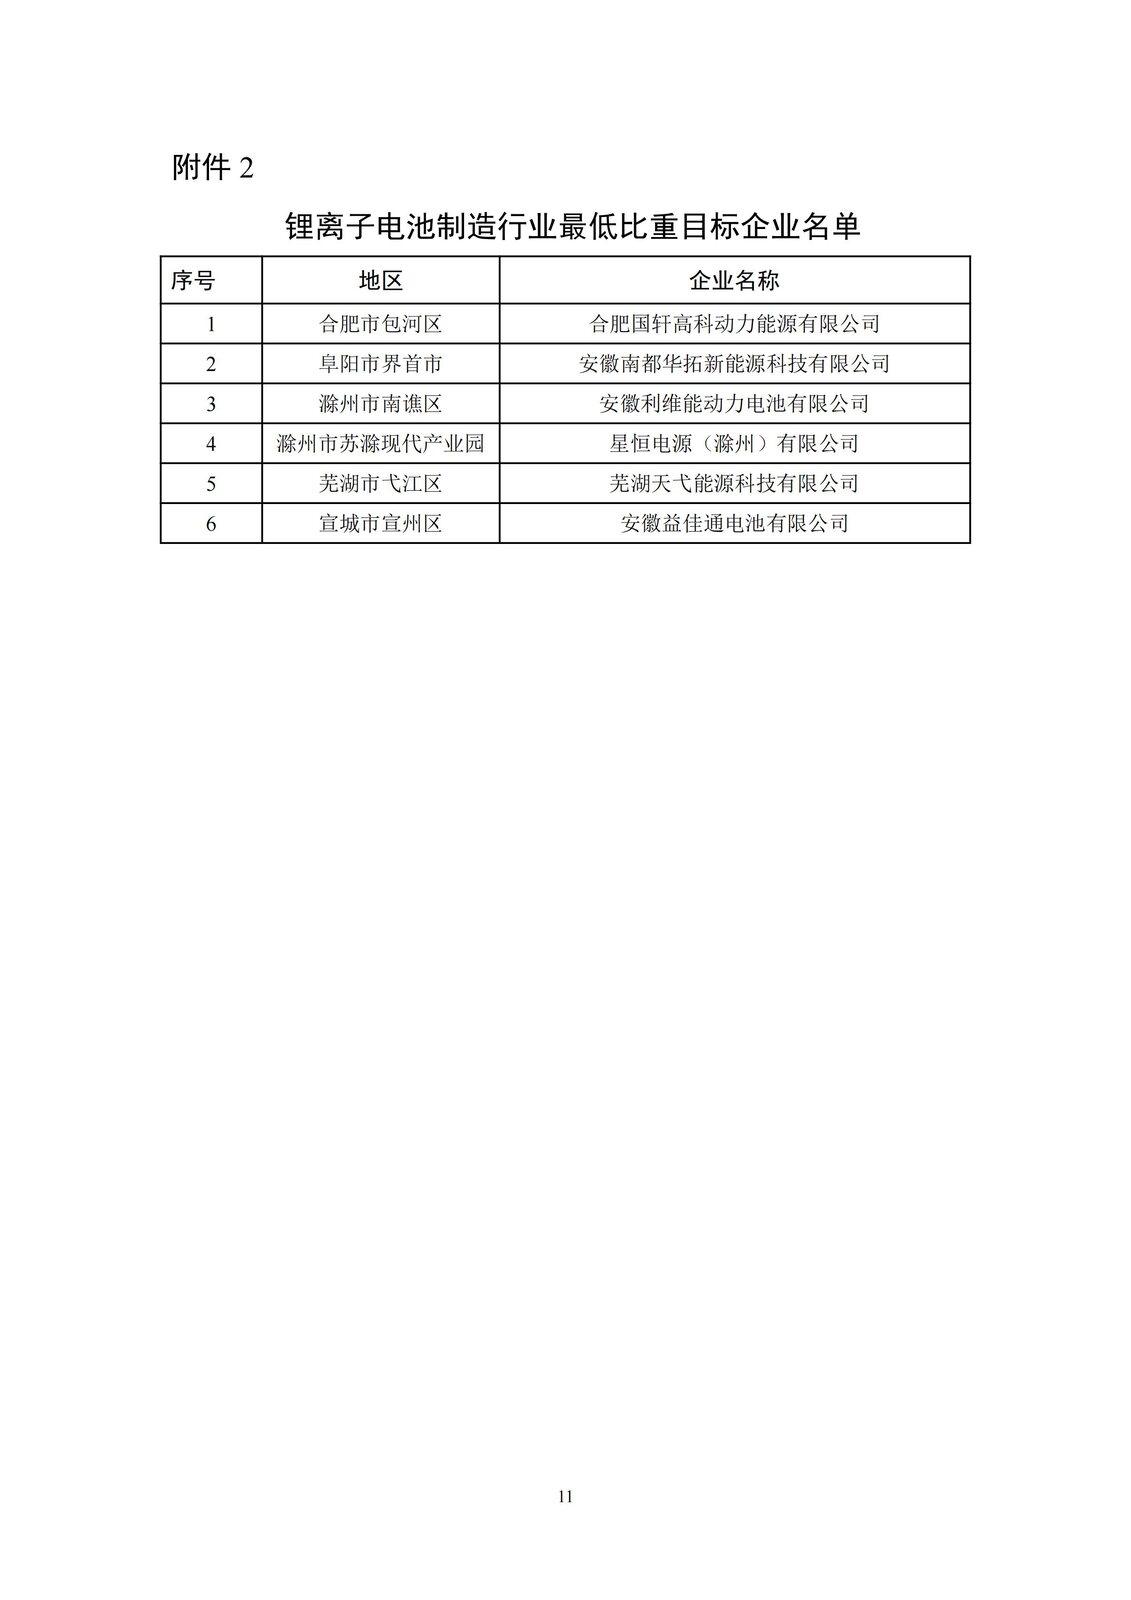 附件 2
锂离子电池制造行业最低比重目标企业名单
序号 地区 企业名称
1 合肥市包河区 合肥国轩高科动力能源有限公司
2 阜阳市界首市 安徽南都华拓新能源科技有限公司
3 滁州市南谯区 安徽利维能动力电池有限公司
4 滁州市苏滁现代产业园 星恒电源（滁州）有限公司
5 芜湖市弋江区 芜湖天弋能源科技有限公司
6 宣城市宣州区 安徽益佳通电池有限公司
11